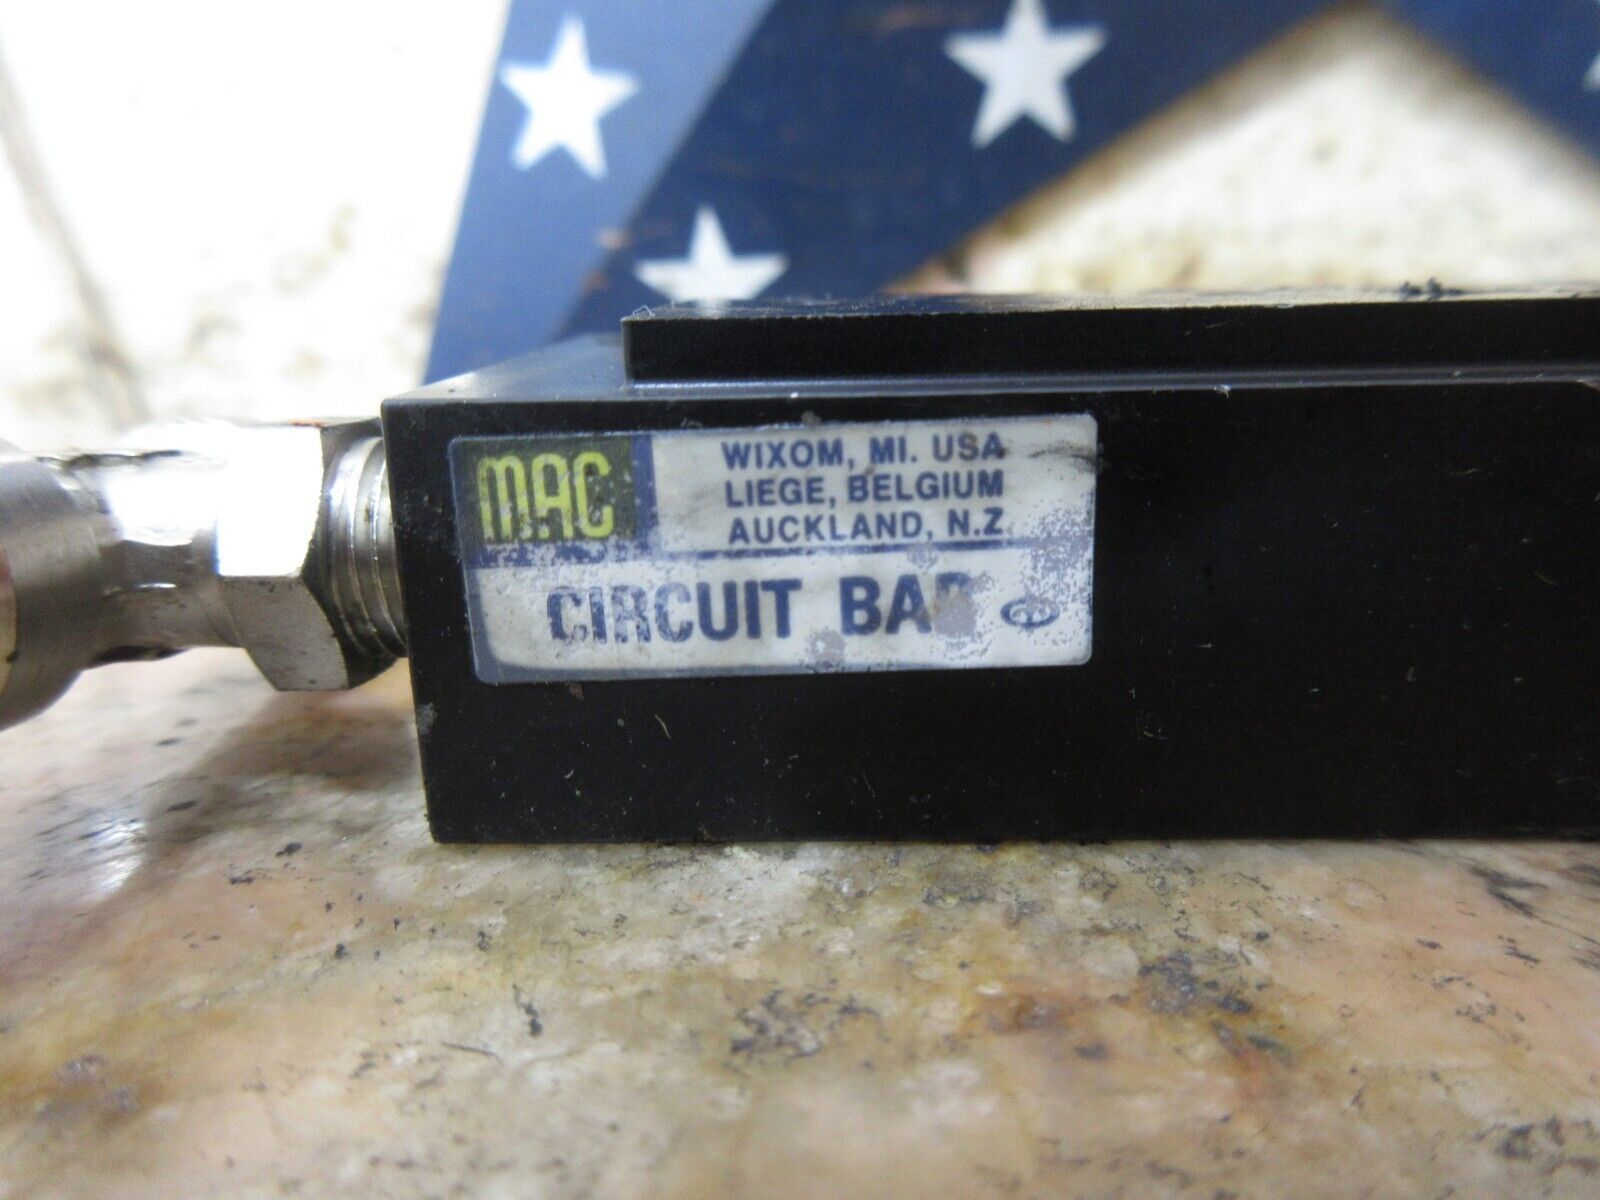 MAC
WIXOM, MI. USA
LIEGE, BELGIUM
AUCKLAND, N.Z.
CIRCUIT BAR